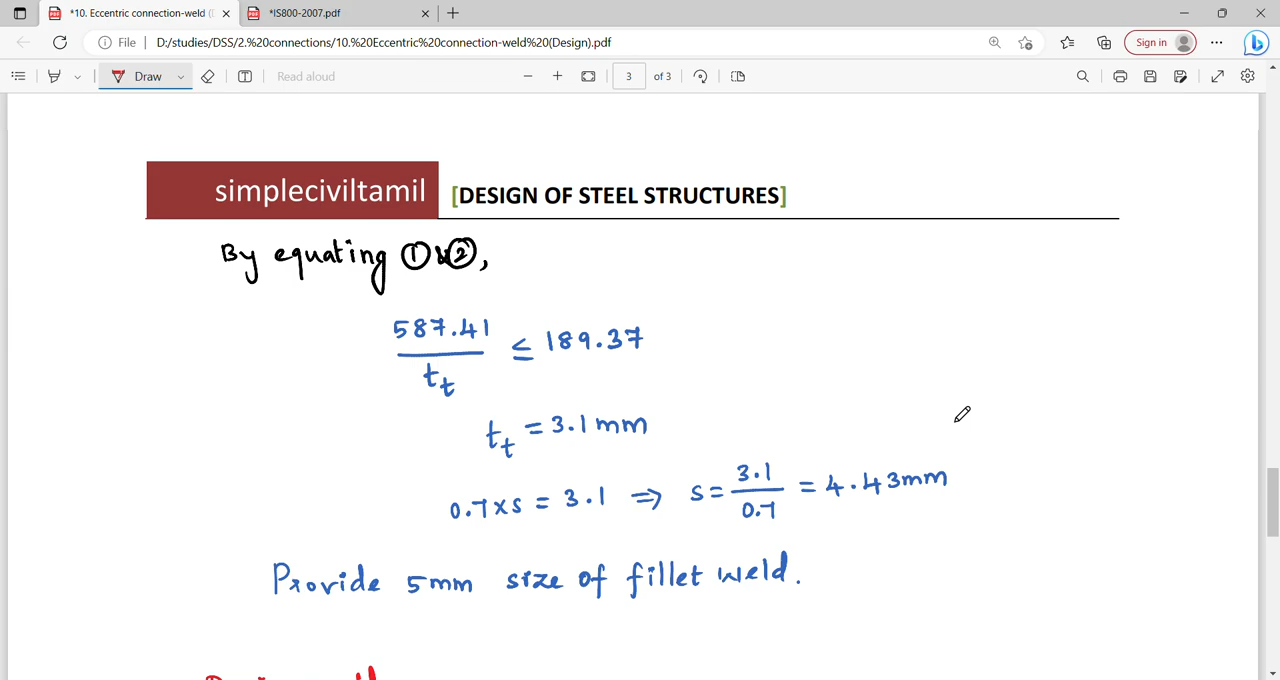 *10. Eccentric connection-weld (
*IS800-2007.pdf
File D:/studies/DSS/2.%20connections/10.%20Eccentric%20connection-weld%20(Design).pdf
Sign in
Draw
Read aloud
3 of 3
simpleciviltamil [DESIGN OF STEEL STRUCTURES]
By equating ① & ②,
587.41 / t_t ≤ 189.37
t_t = 3.1 mm
0.7 × s = 3.1 ⇒ s = 3.1 / 0.7 = 4.43mm
Provide 5mm size of fillet weld.